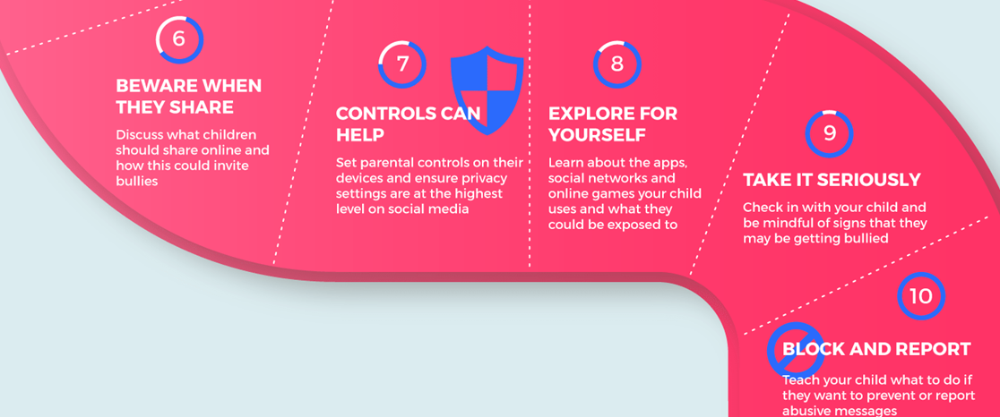 6
BEWARE WHEN
THEY SHARE
Discuss what children
should share online and
how this could invite
bullies
7
CONTROLS CAN
HELP
Set parental controls on their
devices and ensure privacy
settings are at the highest
level on social media
8
EXPLORE FOR
YOURSELF
Learn about the apps,
social networks and
online games your child
uses and what they
could be exposed to
9
TAKE IT SERIOUSLY
Check in with your child and
be mindful of signs that they
may be getting bullied
10
BLOCK AND REPORT
Teach your child what to do if
they want to prevent or report
abusive messages